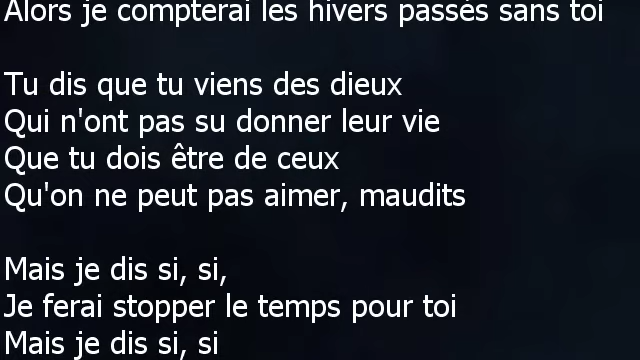 Alors je compterai les hivers passés sans toi
Tu dis que tu viens des dieux
Qui n'ont pas su donner leur vie
Que tu dois être de ceux
Qu'on ne peut pas aimer, maudits
Mais je dis si, si,
Je ferai stopper le temps pour toi
Mais je dis si, si